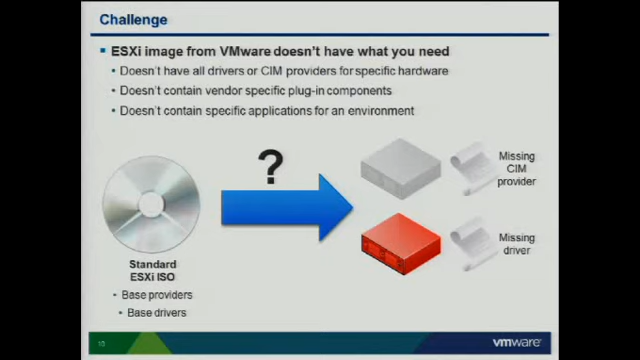 Challenge
ESXi image from VMware doesn't have what you need
Doesn't have all drivers or CIM providers for specific hardware
Doesn't contain vendor specific plug-in components
Doesn't contain specific applications for an environment
?
Missing
CIM
provider
Missing
driver
Standard
ESXi ISO
Base providers
Base drivers
vmware